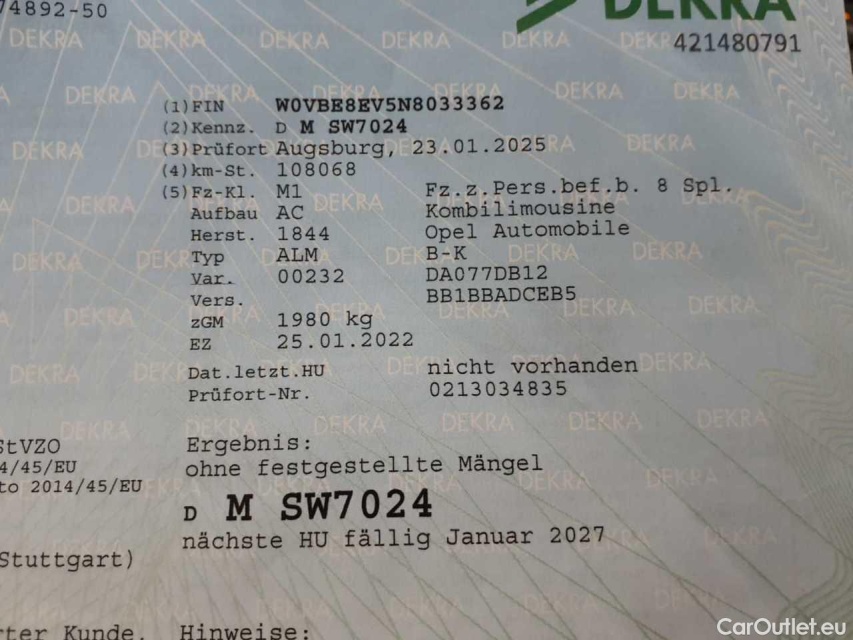 74892-50
DEKRA
421480791
(1) FIN W0VBE8EV5N8033362
(2) Kennz. D M SW7024
(3) Prüfort Augsburg, 23.01.2025
(4) km-St. 108068
(5) Fz-Kl. M1 Fz.z.Pers.bef.b. 8 Spl.
Aufbau AC Kombilimousine
Herst. 1844 Opel Automobile
Typ ALM B-K
Var. 00232 DA077DB12
Vers. BB1BBADCEB5
zGM 1980 kg
EZ 25.01.2022
Dat.letzt.HU nicht vorhanden
Prüfort-Nr. 0213034835
StVZO
4/45/EU
to 2014/45/EU
Ergebnis:
ohne festgestellte Mängel
D M SW7024
nächste HU fällig Januar 2027
(Stuttgart)
rter Kunde, Hinweise:
CarOutlet.eu